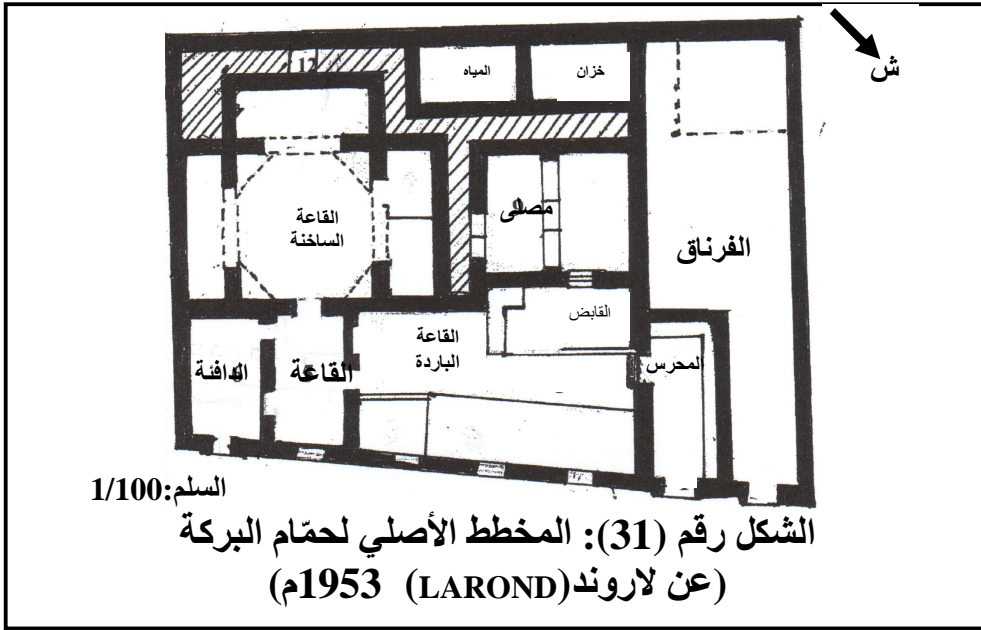 ش
12
المياه
خزان
القاعة
الساخنة
مصلى
الفرناق
القابض
القاعة
الباردة
المحرس
الدافئة
القاعة
السلم:1/100
الشكل رقم (31): المخطط الأصلي لحمّام البركة
(عن لاروند(LAROND) 1953م)